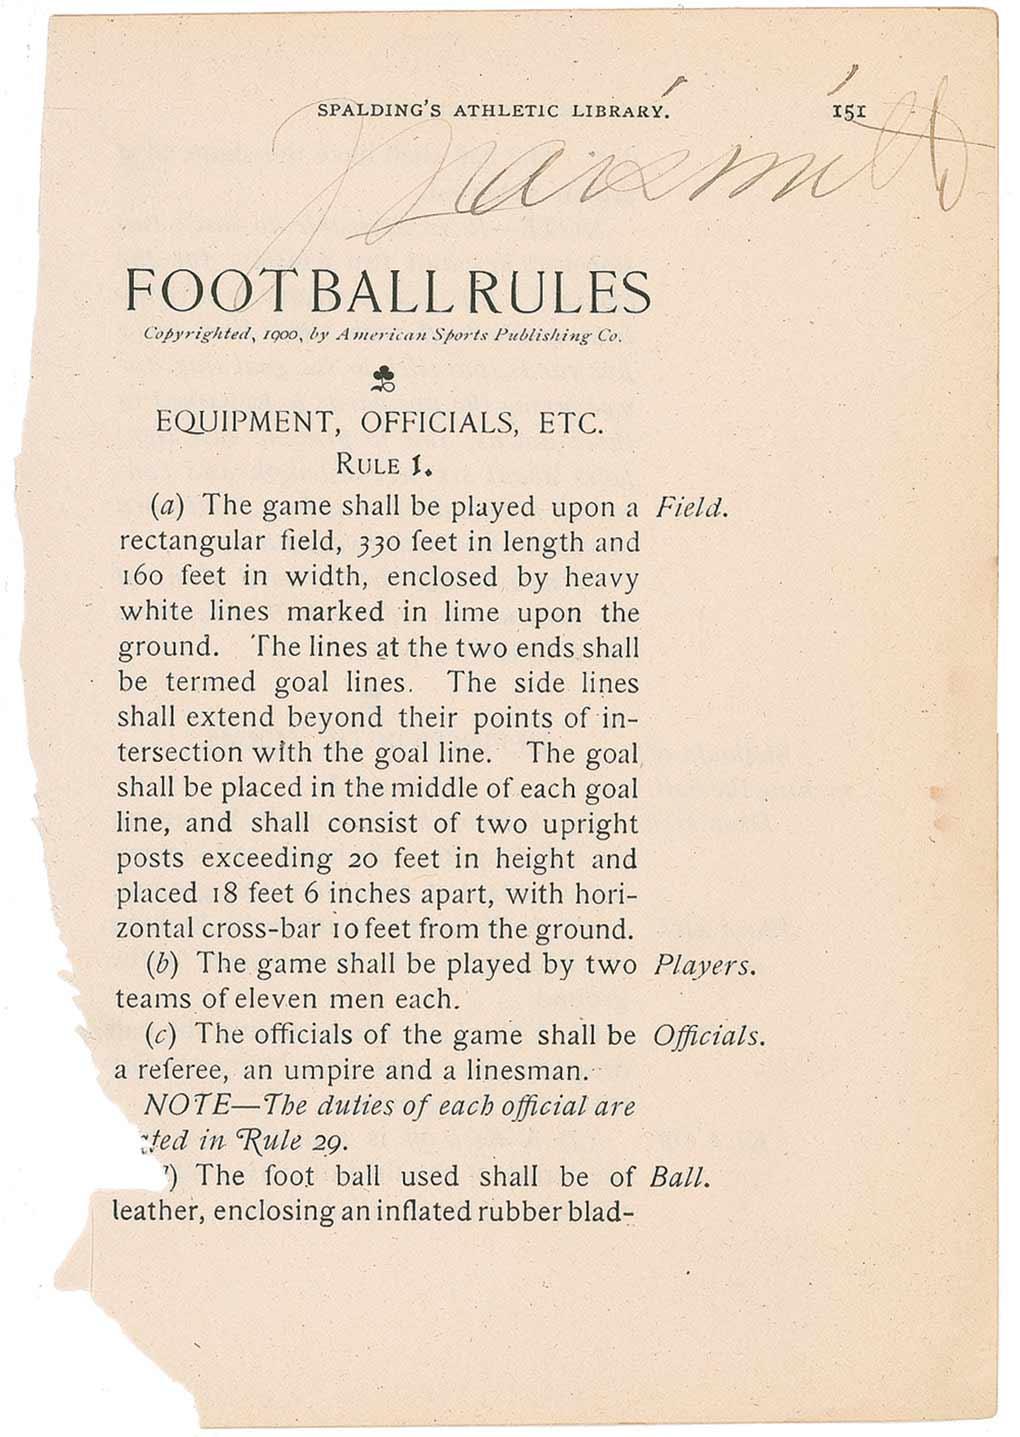 SPALDING'S ATHLETIC LIBRARY. 151
FOOT BALL RULES
Copyrighted, 1900, by American Sports Publishing Co.
EQUIPMENT, OFFICIALS, ETC.
RULE 1.
(a) The game shall be played upon a Field.
rectangular field, 330 feet in length and
160 feet in width, enclosed by heavy
white lines marked in lime upon the
ground. The lines at the two ends shall
be termed goal lines. The side lines
shall extend beyond their points of in-
tersection with the goal line. The goal
shall be placed in the middle of each goal
line, and shall consist of two upright
posts exceeding 20 feet in height and
placed 18 feet 6 inches apart, with hori-
zontal cross-bar 10 feet from the ground.
(b) The game shall be played by two Players.
teams of eleven men each.
(c) The officials of the game shall be Officials.
a referee, an umpire and a linesman.
NOTE—The duties of each official are
ted in Rule 29.
) The foot ball used shall be of Ball.
leather, enclosing an inflated rubber blad-